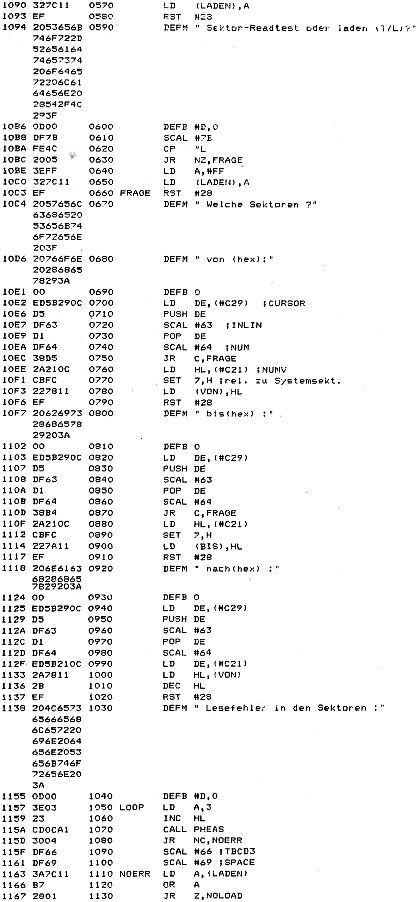 1090 327C11 0570 LD (LADEN),A
1093 EF 0580 RST #28
1094 2053656B 0590 DEFM " Sektor-Readtest oder laden (T/L)?"
746F722D
52656164
74657374
206F6465
72206C61
64656E20
28542F4C
293F
10B6 0D00 0600 DEFB #D,0
10B8 DF7B 0610 SCAL #7B
10BA FE4C 0620 CP "L
10BC 2005 0630 JR NZ,FRAGE
10BE 3EFF 0640 LD A,#FF
10C0 327C11 0650 LD (LADEN),A
10C3 EF 0660 FRAGE RST #28
10C4 2057656C 0670 DEFM " Welche Sektoren ?"
63686520
53656B74
6F72656E
203F
10D6 20766F6E 0680 DEFM " von (hex):"
20286865
78293A
10E1 00 0690 DEFB 0
10E2 ED5B290C 0700 LD DE,(#C29) ;CURSOR
10E6 D5 0710 PUSH DE
10E7 DF63 0720 SCAL #63 ;INLIN
10E9 D1 0730 POP DE
10EA DF64 0740 SCAL #64 ;NUM
10EC 38D5 0750 JR C,FRAGE
10EE 2A210C 0760 LD HL,(#C21) ;NUMV
10F1 CBFC 0770 SET 7,H ;rel. zu Systemsekt.
10F3 227811 0780 LD (VON),HL
10F6 EF 0790 RST #28
10F7 20626973 0800 DEFM " bis(hex) :"
28686578
29203A
1102 00 0810 DEFB 0
1103 ED5B290C 0820 LD DE,(#C29)
1107 D5 0830 PUSH DE
1108 DF63 0840 SCAL #63
110A D1 0850 POP DE
110B DF64 0860 SCAL #64
110D 38B4 0870 JR C,FRAGE
110F 2A210C 0880 LD HL,(#C21)
1112 CBFC 0890 SET 7,H
1114 227A11 0900 LD (BIS),HL
1117 EF 0910 RST #28
1118 206E6163 0920 DEFM " nach(hex) :"
68286865
7829203A
1124 00 0930 DEFB 0
1125 ED5B290C 0940 LD DE,(#C29)
1129 D5 0950 PUSH DE
112A DF63 0960 SCAL #63
112C D1 0970 POP DE
112D DF64 0980 SCAL #64
112F ED5B210C 0990 LD DE,(#C21)
1133 2A7811 1000 LD HL,(VON)
1136 2B 1010 DEC HL
1137 EF 1020 RST #28
1138 204C6573 1030 DEFM " Lesefehler in den Sektoren :"
65666568
6C657220
696E2064
656E2053
656B746F
72656E20
3A
1155 0D00 1040 DEFB #D,0
1157 3E03 1050 LOOP LD A,3
1159 23 1060 INC HL
115A CD0CA1 1070 CALL PHEAS
115D 3004 1080 JR NC,NOERR
115F DF66 1090 SCAL #66 ;TBCD3
1161 DF69 1100 SCAL #69 ;SPACE
1163 3A7C11 1110 NOERR LD A,(LADEN)
1166 B7 1120 OR A
1167 2801 1130 JR Z,NOLOAD